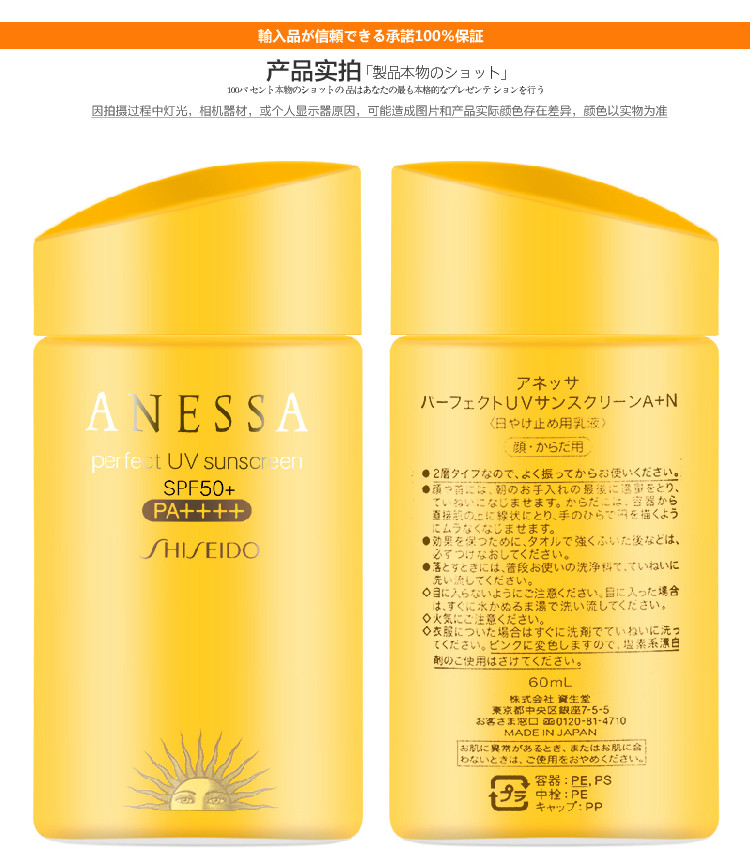 輸入品が信頼できる承諾100%保証
产品实拍「製品本物のショット」
100パセント本物のショットの 品はあなたの最も本格的なプレゼンテ ションを行う
因拍摄过程中灯光，相机器材，或个人显示器原因，可能造成图片和产品实际颜色存在差异，颜色以实物为准
ANESSA
perfect UV sunscreen
SPF50+
PA++++
SHISEIDO
アネッサ
パーフェクトUVサンスクリーンA+N
〈日やけ止め用乳液〉
顔・からだ用
●2層タイプなので、よく振ってからお使いください。
●顔や首には、朝のお手入れの最後に適量をとり、
ていねいになじませます。からだには、容器から
直接肌の上に線状にとり、手のひらで円を描くよう
にムラなくなじませます。
●効果を保つために、タオルで強くふいた後などは、
必ずつけなおしてください。
●落とすときには、普段お使いの洗浄料で、ていねいに
洗い流してください。
◇目に入らないようにご注意ください。目に入った場合
は、すぐに水かぬるま湯で洗い流してください。
◇火気にご注意ください。
◇衣服についた場合はすぐに洗剤でていねいに洗っ
てください。ピンクに変色しますので、塩素系漂白
剤のご使用はさけてください。
60mL
株式会社 資生堂
東京都中央区銀座7-5-5
お客さま窓口 0120-81-4710
MADE IN JAPAN
お肌に異常があるとき、またはお肌に合
わないときは、ご使用をおやめください。
プラ
容器：PE, PS
中栓：PE
キャップ：PP